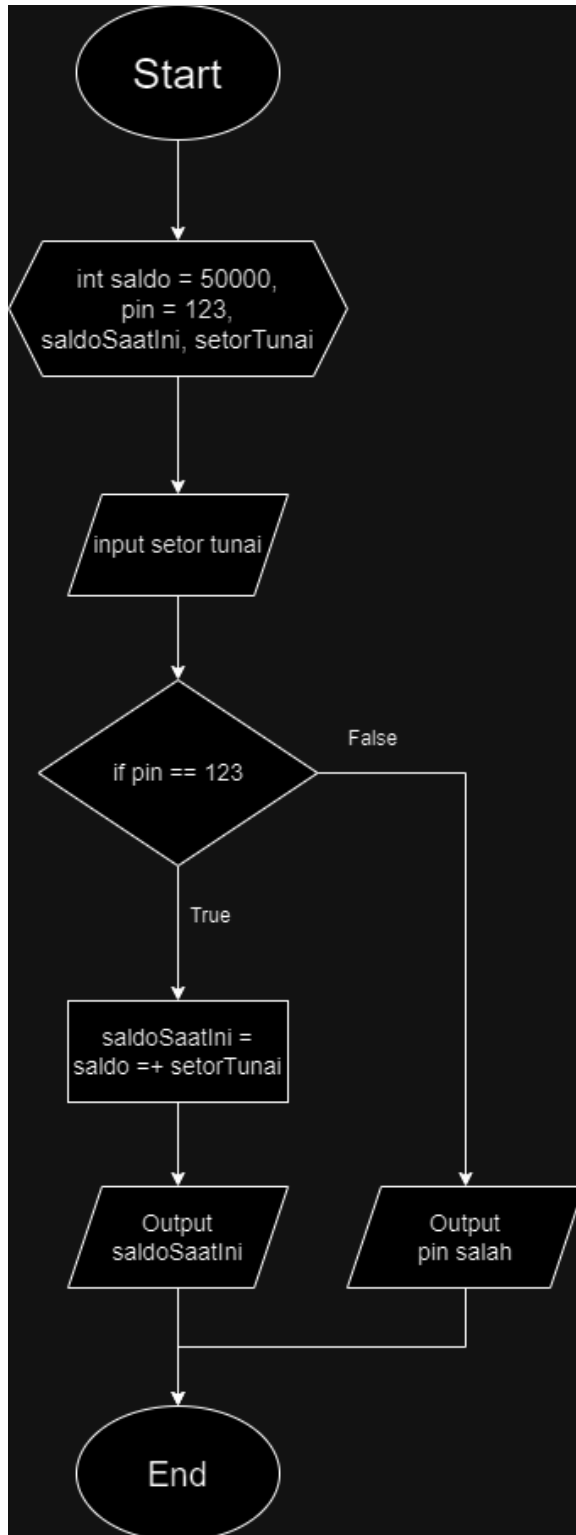 Start
int saldo = 50000,
pin = 123,
saldoSaatIni, setorTunai
input setor tunai
if pin == 123
False
True
saldoSaatIni =
saldo =+ setorTunai
Output
saldoSaatIni
Output
pin salah
End